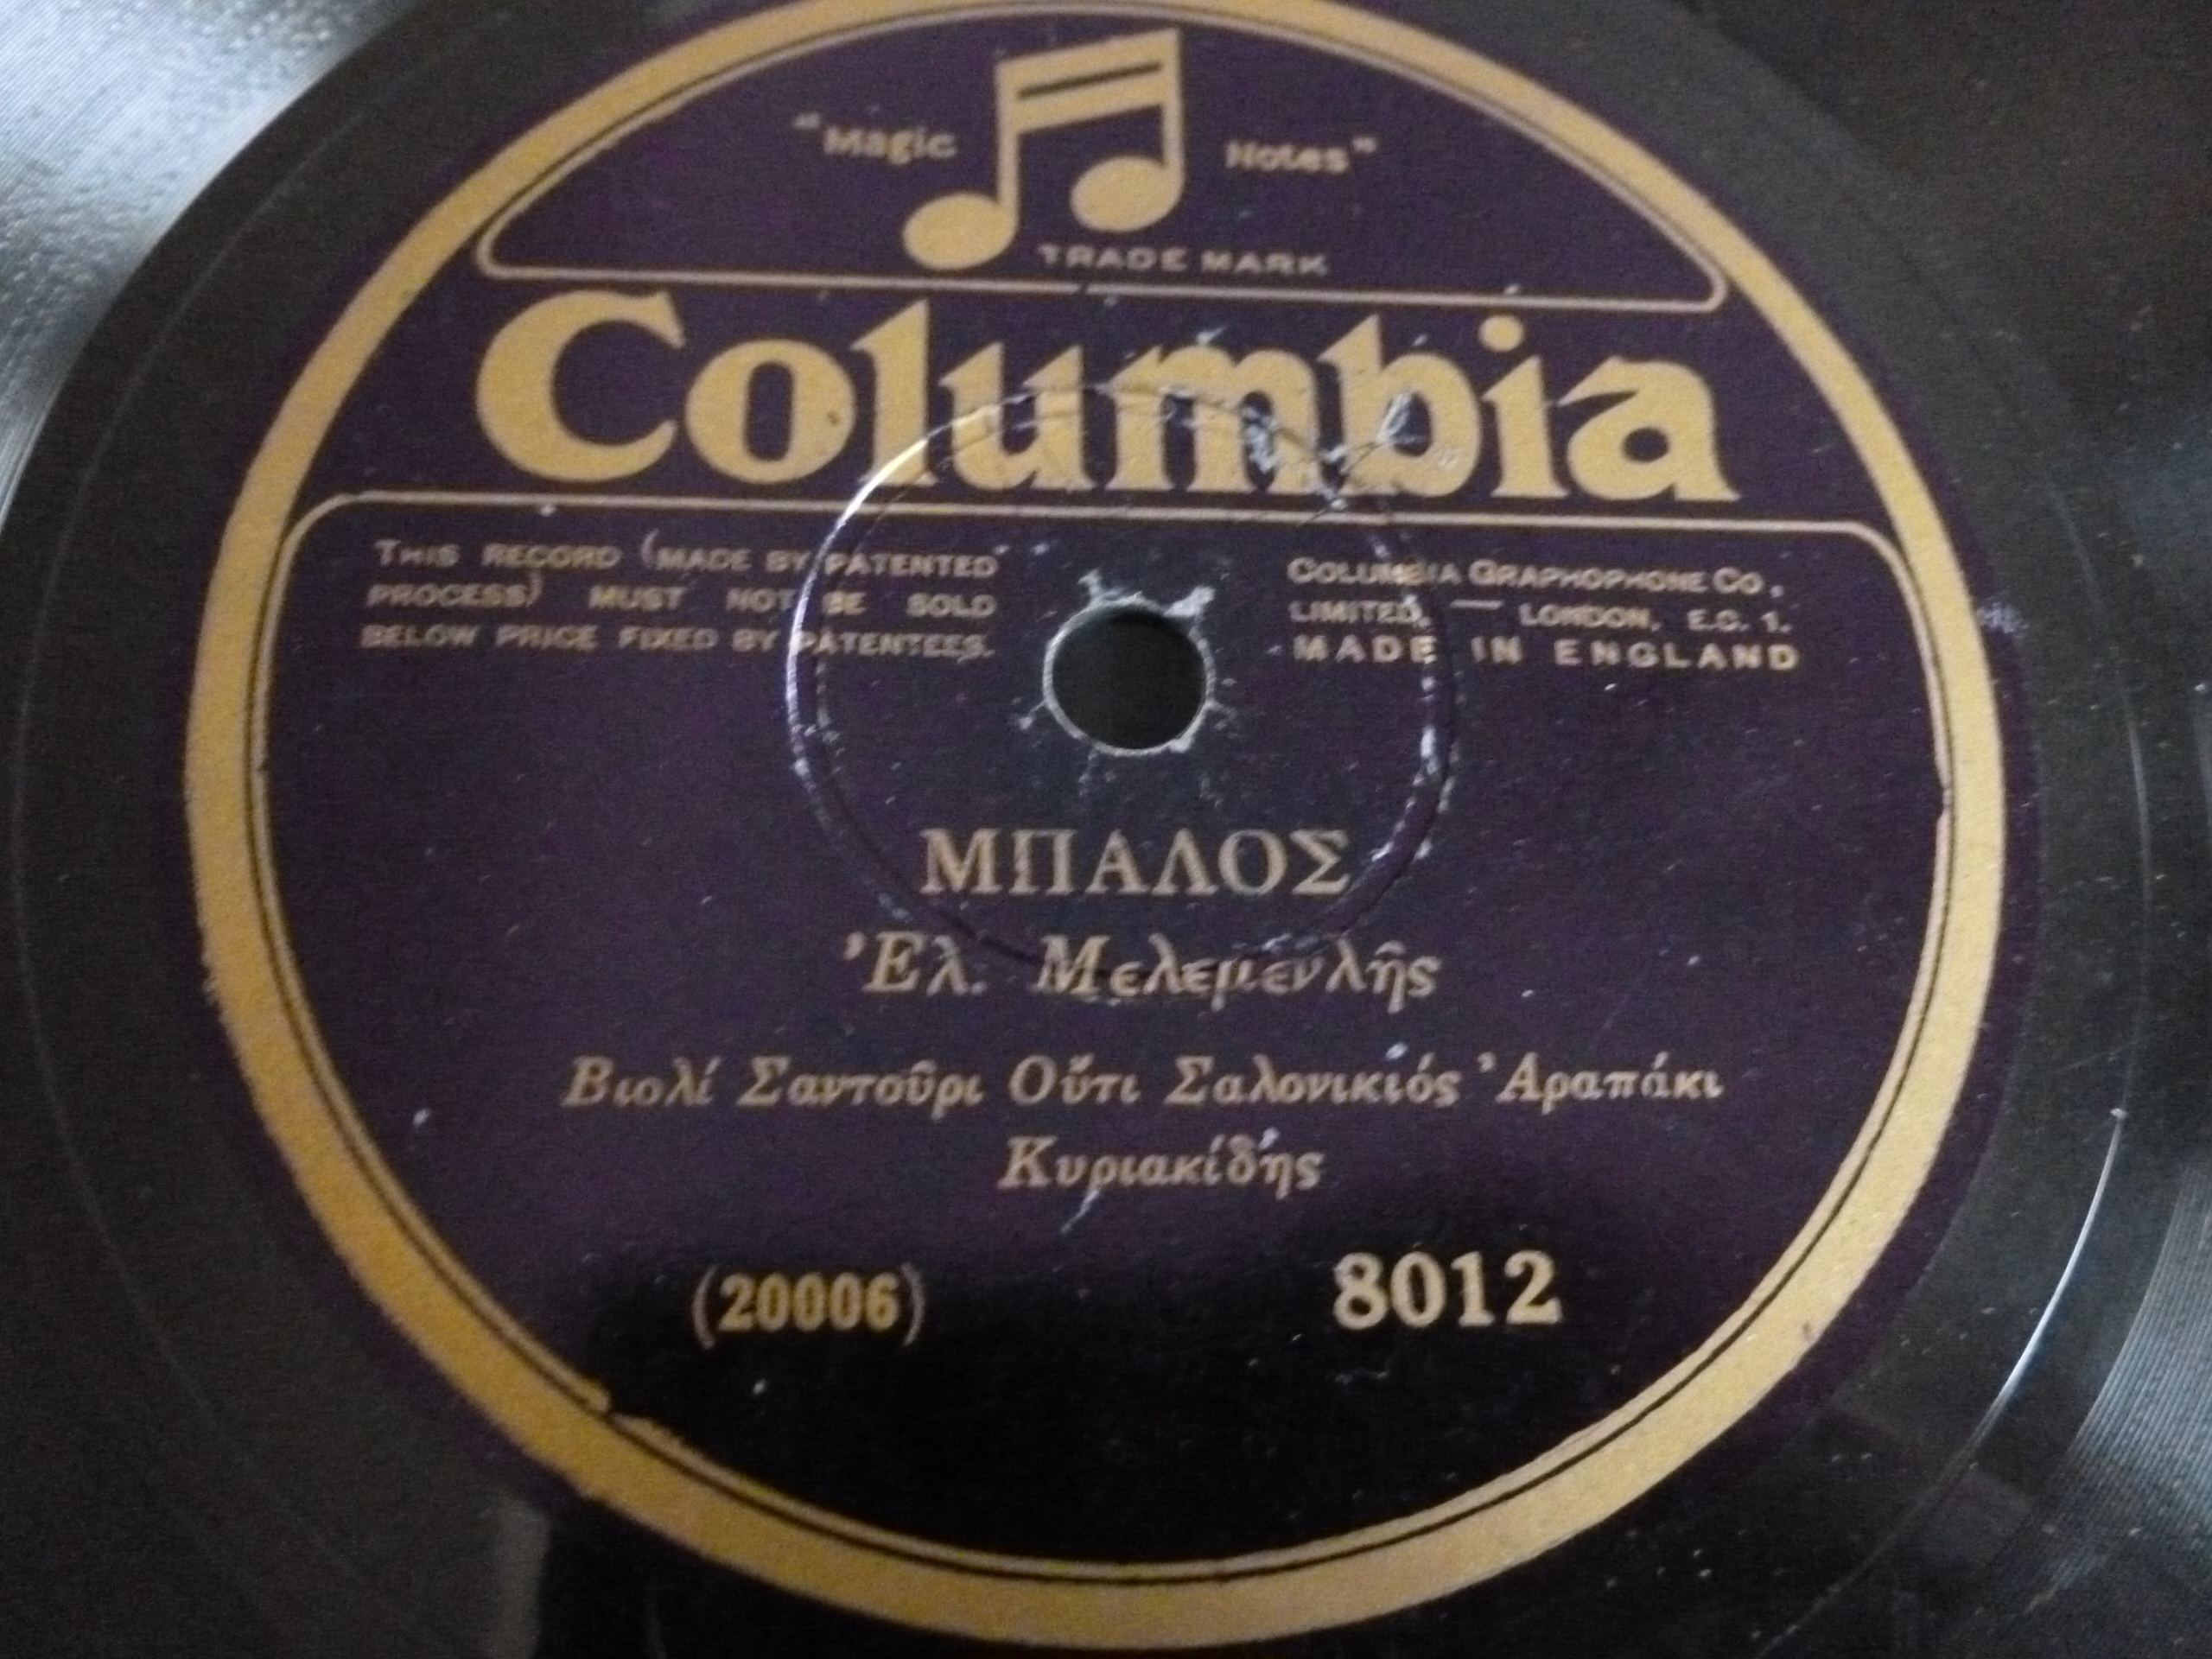 "Magic Notes"
TRADE MARK
Columbia
THIS RECORD (MADE BY PATENTED
PROCESS) MUST NOT BE SOLD
BELOW PRICE FIXED BY PATENTEES.
COLUMBIA GRAPHOPHONE CO.,
LIMITED, — LONDON, E.C. 1.
MADE IN ENGLAND
ΜΠΑΛΟΣ
Ἐλ. Μελεμενλῆς
Βιολί Σαντοῦρι Οὔτι Σαλονικιός Ἀραπάκι
Κυριακίδης
(20006) 8012